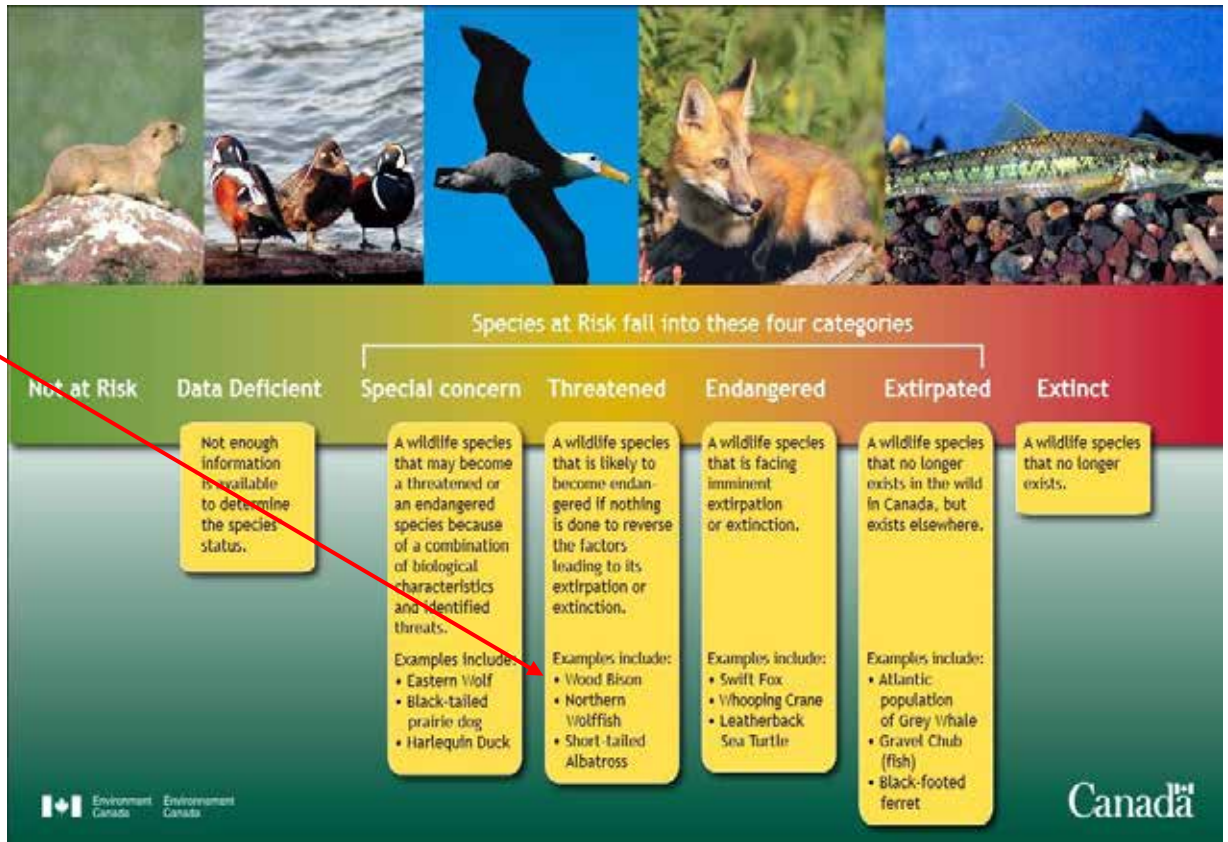 Species at Risk fall into these four categories
Not at Risk
Data Deficient
Special concern
Threatened
Endangered
Extirpated
Extinct
Not enough
information
is available
to determine
the species
status.
A wildlife species
that may become
a threatened or
an endangered
species because
of a combination
of biological
characteristics
and identified
threats.
Examples include:
• Eastern Wolf
• Black-tailed
prairie dog
• Harlequin Duck
A wildlife species
that is likely to
become endan-
gered if nothing
is done to reverse
the factors
leading to its
extirpation or
extinction.
Examples include:
• Wood Bison
• Northern
Wolffish
• Short-tailed
Albatross
A wildlife species
that is facing
imminent
extirpation
or extinction.
Examples include:
• Swift Fox
• Whooping Crane
• Leatherback
Sea Turtle
A wildlife species
that no longer
exists in the wild
in Canada, but
exists elsewhere.
Examples include:
• Atlantic
population
of Grey Whale
• Gravel Chub
(fish)
• Black-footed
ferret
A wildlife species
that no longer
exists.
Environment Environnement
Canada Canada
Canada